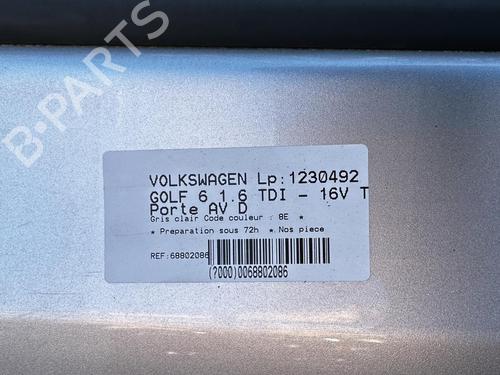 B-PARTS
VOLKSWAGEN Lp:1230492
GOLF 6 1.6 TDI - 16V T
Porte AV D
Gris clair Code couleur : 8E
* Preparation sous 72h * Nos piece
REF:68802086
(?000)0068802086